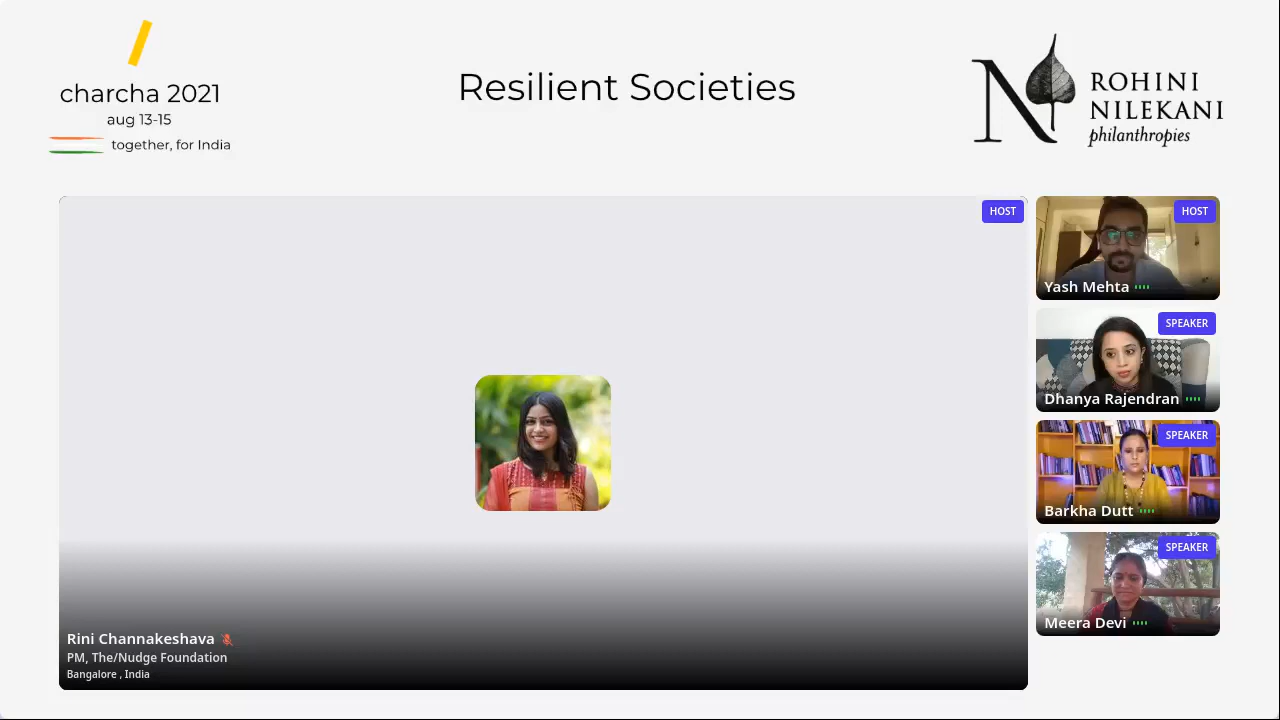 charcha 2021
aug 13-15
together, for India
Resilient Societies
N
ROHINI
NILEKANI
philanthropies
HOST
Rini Channakeshava
PM, The/Nudge Foundation
Bangalore , India
HOST
Yash Mehta
SPEAKER
Dhanya Rajendran
SPEAKER
Barkha Dutt
SPEAKER
Meera Devi